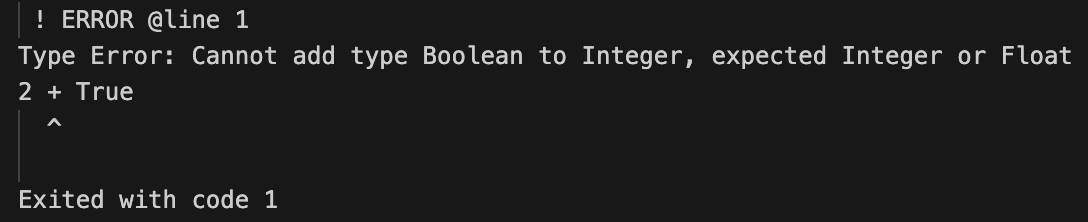 ! ERROR @line 1
Type Error: Cannot add type Boolean to Integer, expected Integer or Float
2 + True
^
Exited with code 1